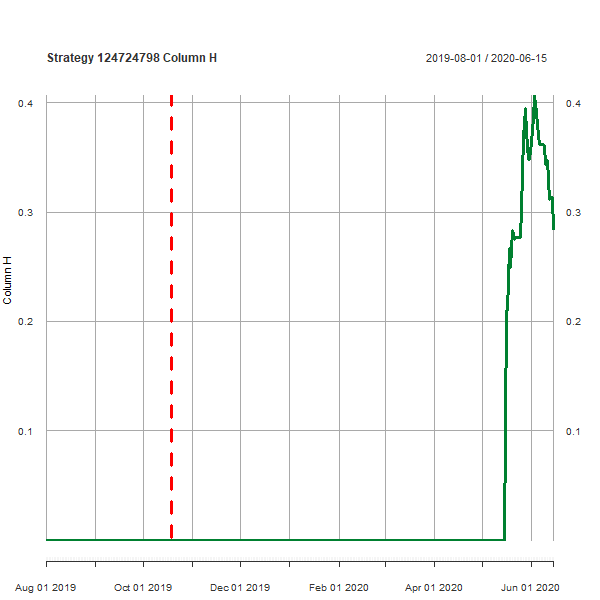 Strategy 124724798 Column H
2019-08-01 / 2020-06-15
0.4 0.4
0.3 0.3
Column H
0.2 0.2
0.1 0.1
Aug 01 2019 Oct 01 2019 Dec 01 2019 Feb 01 2020 Apr 01 2020 Jun 01 2020